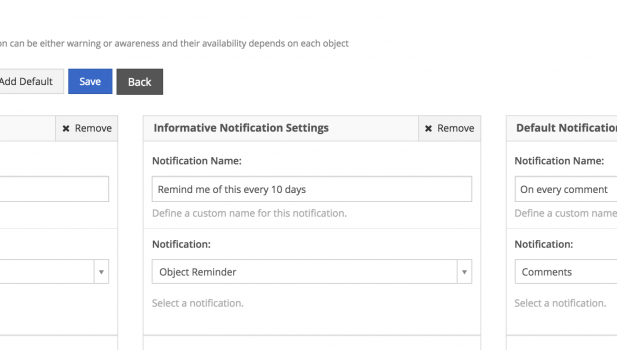 on can be either warning or awareness and their availability depends on each object
Add Default Save Back
✖ Remove Informative Notification Settings ✖ Remove Default Notification
Notification Name: Notification Name:
Remind me of this every 10 days On every comment
Define a custom name for this notification. Define a custom name
Notification: Notification:
Object Reminder Comments
Select a notification. Select a notification.